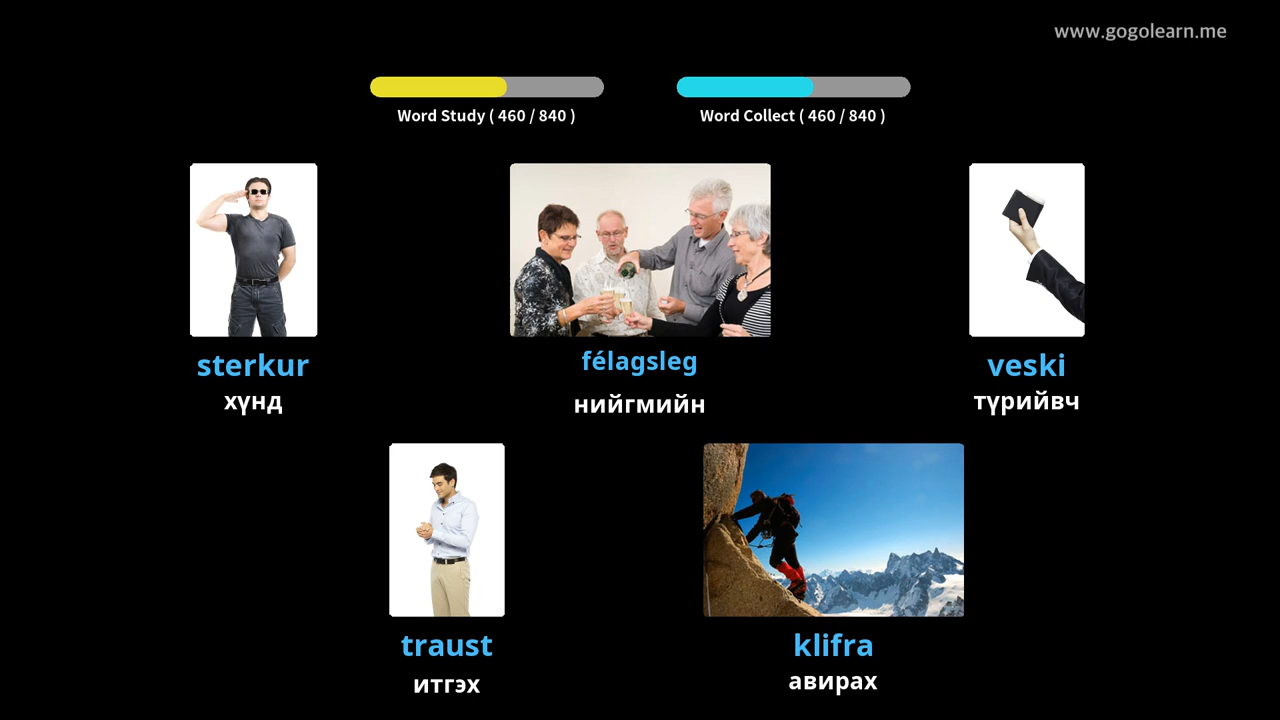 www.gogolearn.me
Word Study ( 460 / 840 )
Word Collect ( 460 / 840 )
sterkur
хүнд
félagsleg
нийгмийн
veski
түрийвч
traust
итгэх
klifra
авирах